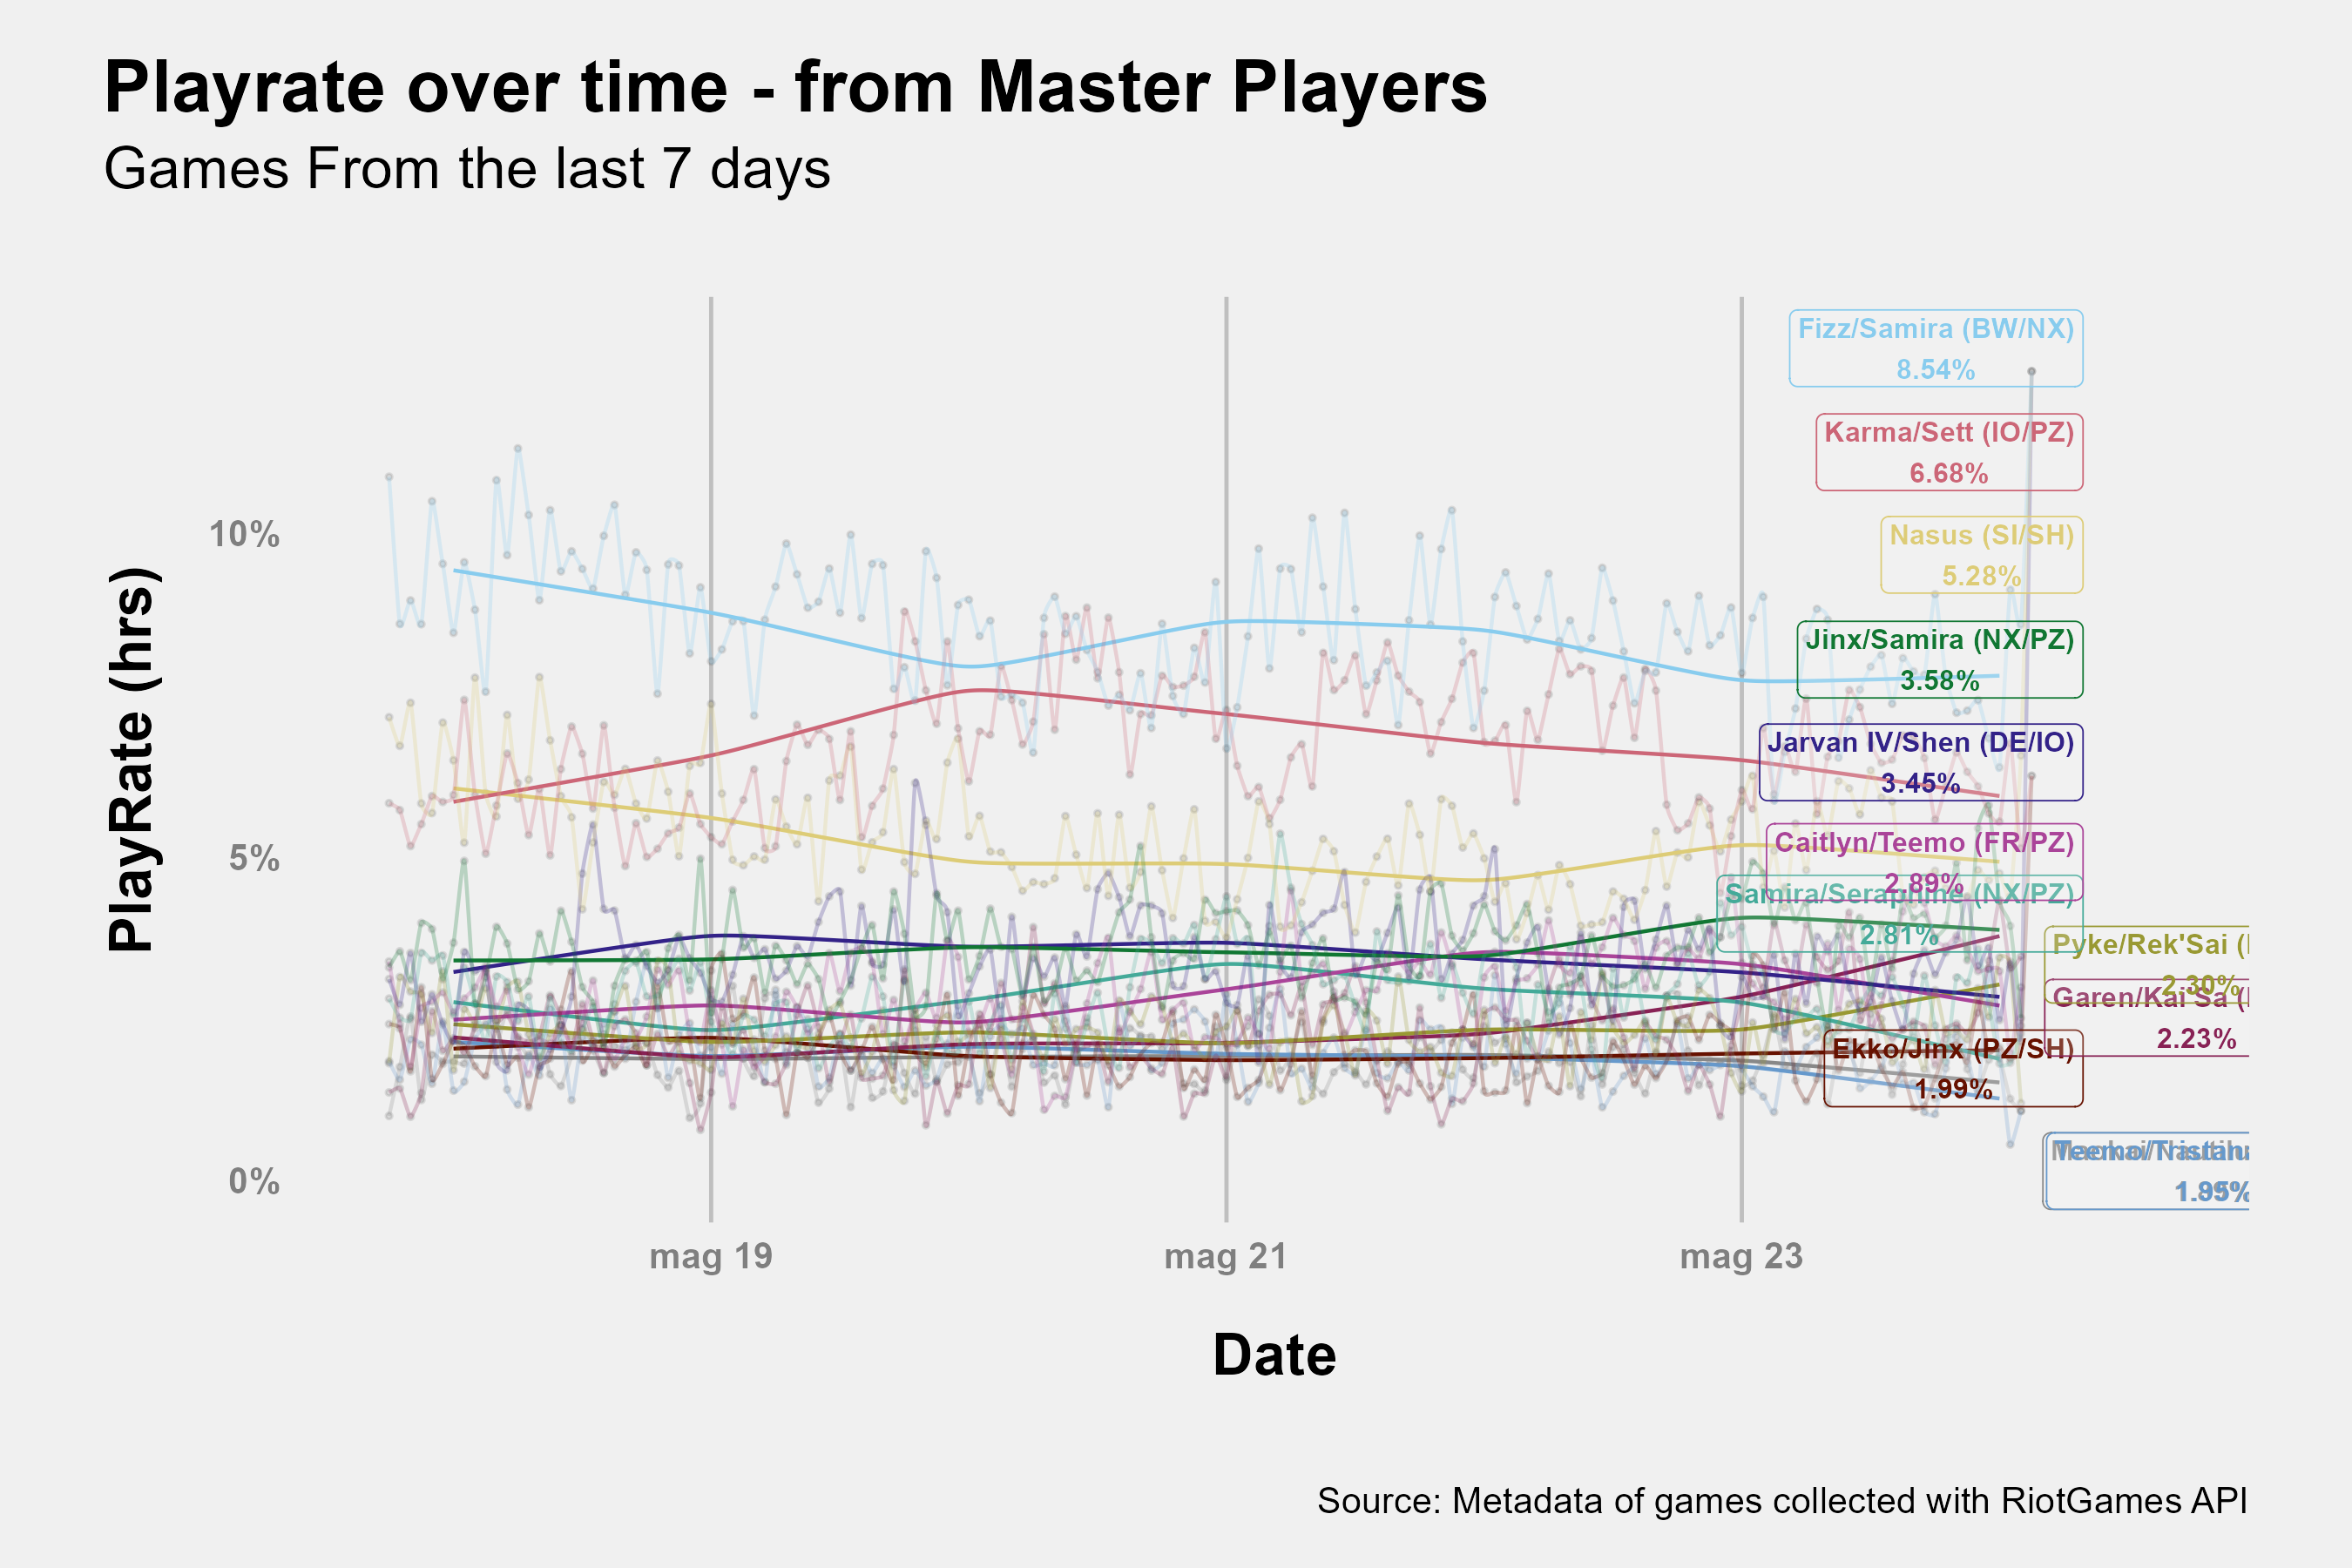 Playrate over time - from Master Players
Games From the last 7 days
PlayRate (hrs)
10%
5%
0%
Fizz/Samira (BW/NX)
8.54%
Karma/Sett (IO/PZ)
6.68%
Nasus (SI/SH)
5.28%
Jinx/Samira (NX/PZ)
3.58%
Jarvan IV/Shen (DE/IO)
3.45%
Caitlyn/Teemo (FR/PZ)
2.89%
Samira/Seraphine (NX/PZ)
2.81%
Pyke/Rek'Sai (
2.30%
Garen/Kai'Sa (
2.23%
Ekko/Jinx (PZ/SH)
1.99%
mag 19
mag 21
mag 23
Date
Source: Metadata of games collected with RiotGames API